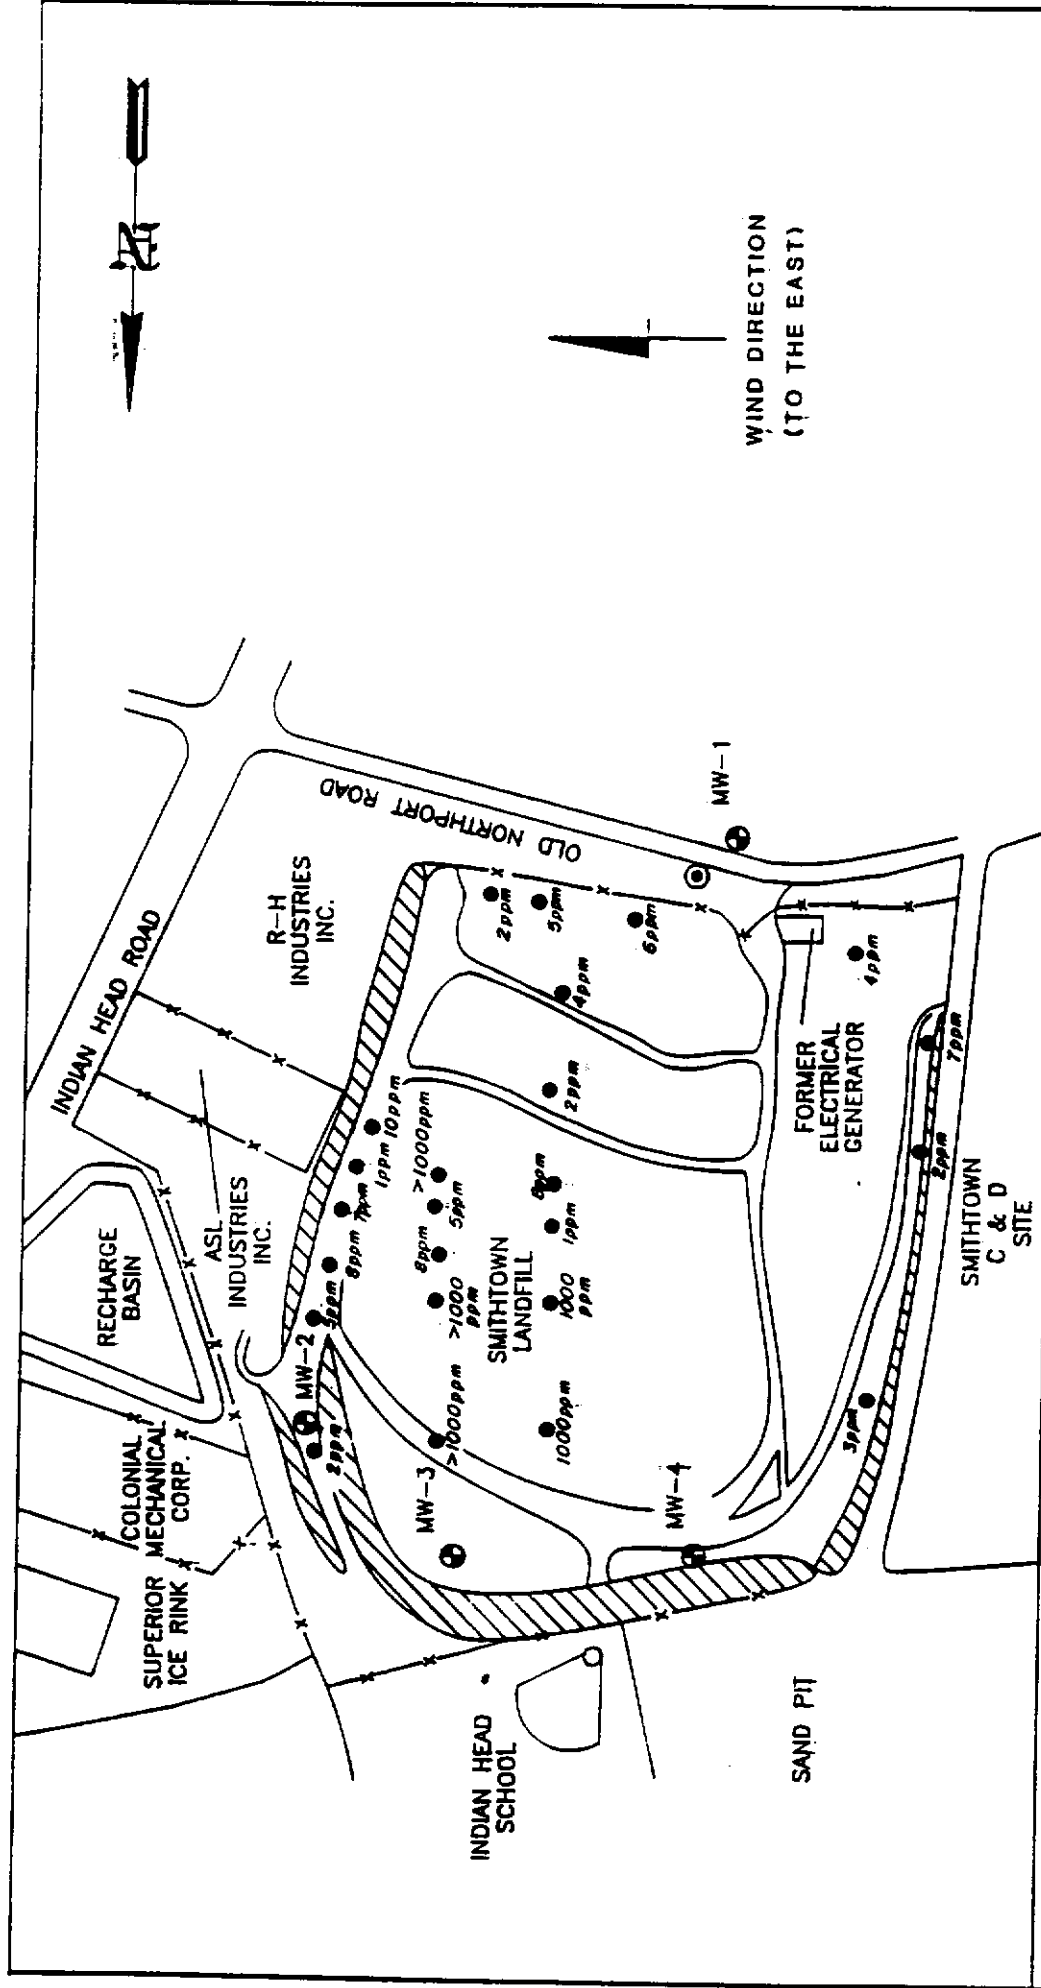 N
WIND DIRECTION
(TO THE EAST)
INDIAN HEAD ROAD
OLD NORTHPORT ROAD
R-H
INDUSTRIES
INC.
ASL
INDUSTRIES
INC.
RECHARGE
BASIN
COLONIAL
MECHANICAL
CORP.
SUPERIOR
ICE RINK
INDIAN HEAD
SCHOOL
SAND PIT
SMITHTOWN
C & D
SITE
FORMER
ELECTRICAL
GENERATOR
SMITHTOWN
LANDFILL
MW-1
MW-2
MW-3
MW-4
2ppm
5ppm
6ppm
4ppm
4ppm
2ppm
7ppm
2ppm
3ppm
10ppm
1ppm
7ppm
8ppm
2ppm
>1000ppm
5ppm
8ppm
>1000
ppm
>1000ppm
8ppm
1ppm
1000
ppm
1000ppm